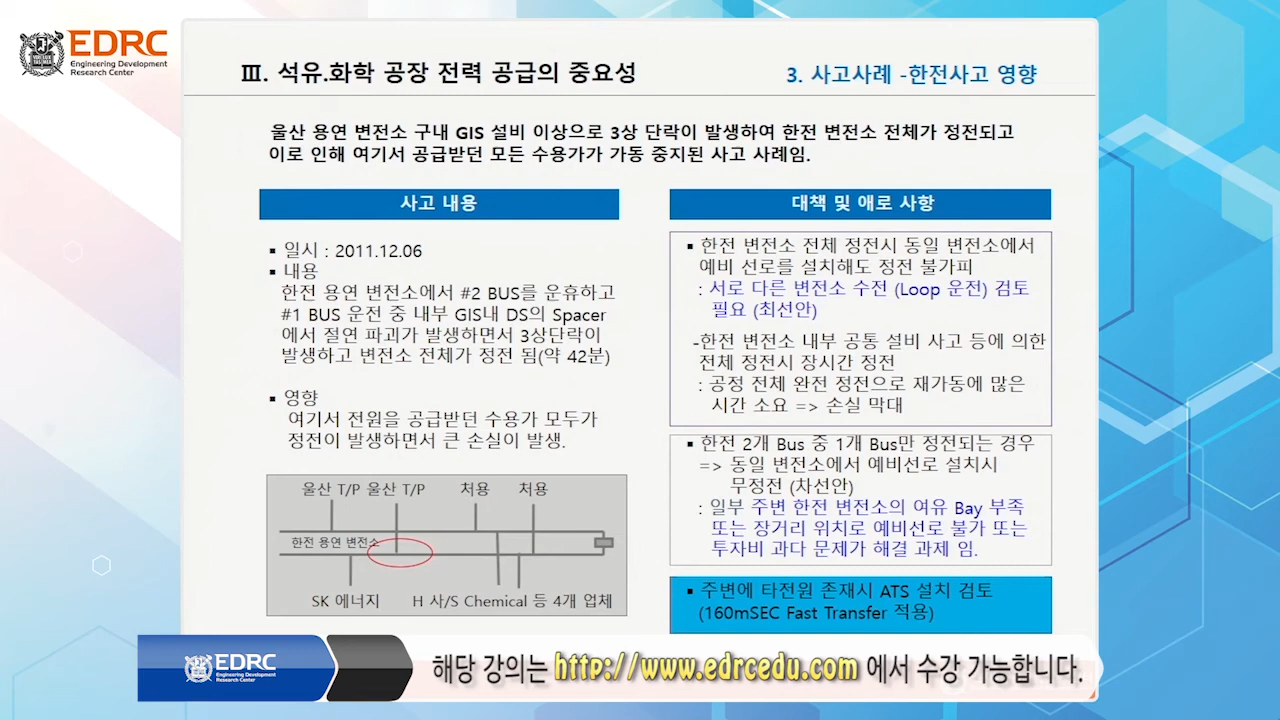 EDRC
Engineering Development
Research Center
Ⅲ. 석유.화학 공장 전력 공급의 중요성
3. 사고사례 -한전사고 영향
울산 용연 변전소 구내 GIS 설비 이상으로 3상 단락이 발생하여 한전 변전소 전체가 정전되고
이로 인해 여기서 공급받던 모든 수용가가 가동 중지된 사고 사례임.
사고 내용
▪ 일시 : 2011.12.06
▪ 내용
한전 용연 변전소에서 #2 BUS를 운휴하고
#1 BUS 운전 중 내부 GIS내 DS의 Spacer
에서 절연 파괴가 발생하면서 3상단락이
발생하고 변전소 전체가 정전 됨(약 42분)
▪ 영향
여기서 전원을 공급받던 수용가 모두가
정전이 발생하면서 큰 손실이 발생.
울산 T/P 울산 T/P 처용 처용
한전 용연 변전소
SK 에너지 H 사/S Chemical 등 4개 업체
대책 및 애로 사항
▪ 한전 변전소 전체 정전시 동일 변전소에서
예비 선로를 설치해도 정전 불가피
: 서로 다른 변전소 수전 (Loop 운전) 검토
필요 (최선안)
-한전 변전소 내부 공통 설비 사고 등에 의한
전체 정전시 장시간 정전
: 공정 전체 완전 정전으로 재가동에 많은
시간 소요 => 손실 막대
▪ 한전 2개 Bus 중 1개 Bus만 정전되는 경우
=> 동일 변전소에서 예비선로 설치시
무정전 (차선안)
: 일부 주변 한전 변전소의 여유 Bay 부족
또는 장거리 위치로 예비선로 불가 또는
투자비 과다 문제가 해결 과제 임.
▪ 주변에 타전원 존재시 ATS 설치 검토
(160mSEC Fast Transfer 적용)
EDRC
Engineering Development
Research Center
해당 강의는 http://www.edrcedu.com 에서 수강 가능합니다.